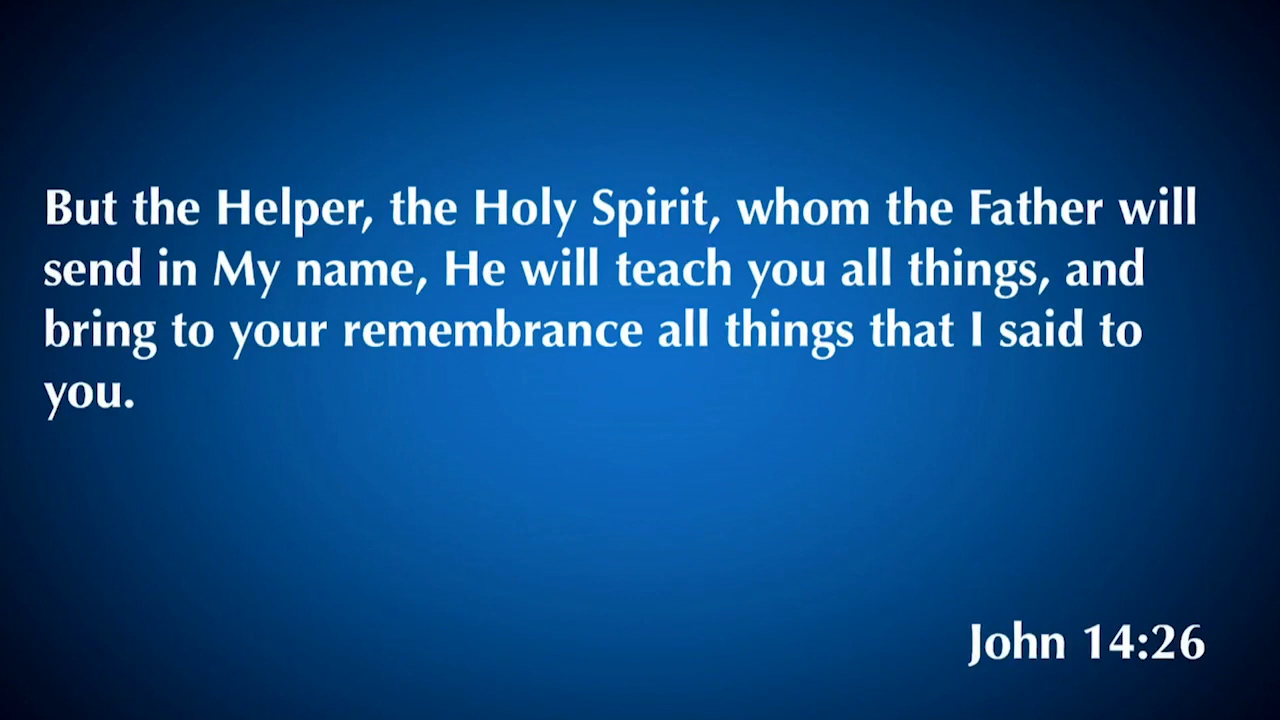 But the Helper, the Holy Spirit, whom the Father will
send in My name, He will teach you all things, and
bring to your remembrance all things that I said to
you.
John 14:26